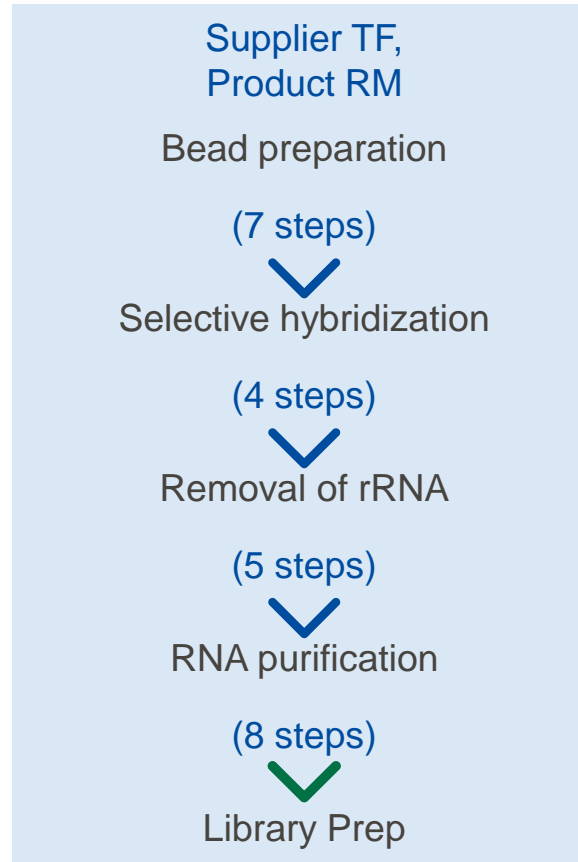 Supplier TF,
Product RM
Bead preparation
(7 steps)
Selective hybridization
(4 steps)
Removal of rRNA
(5 steps)
RNA purification
(8 steps)
Library Prep